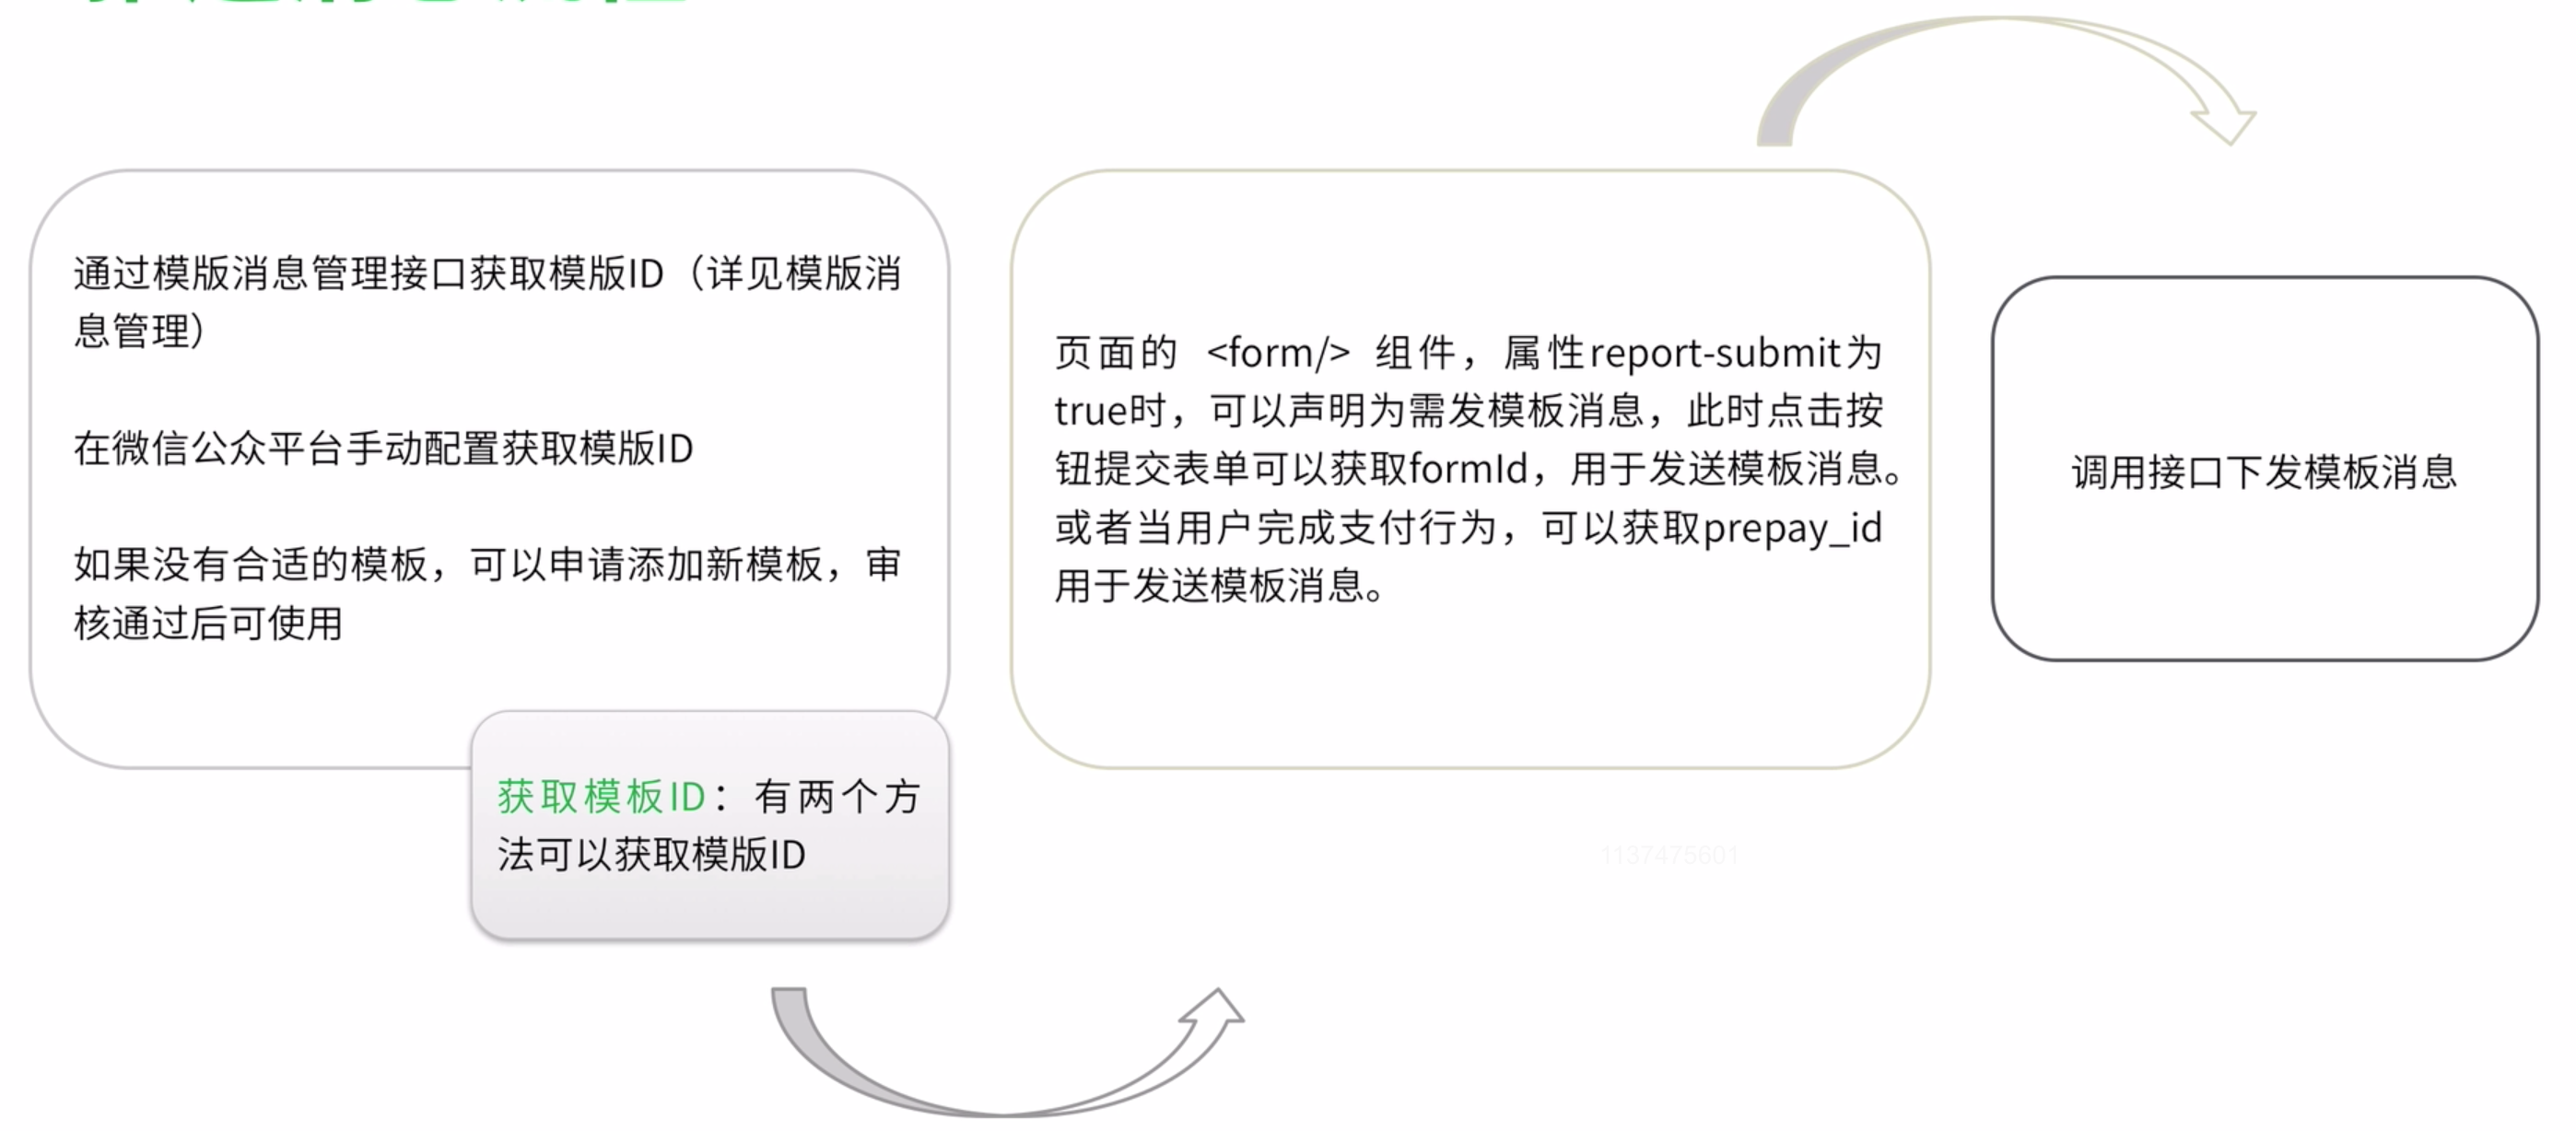 通过模版消息管理接口获取模版ID（详见模版消
息管理）
在微信公众平台手动配置获取模版ID
如果没有合适的模板，可以申请添加新模板，审
核通过后可使用
获取模板ID：有两个方
法可以获取模版ID
页面的 <form/> 组件，属性report-submit为
true时，可以声明为需发模板消息，此时点击按
钮提交表单可以获取formId，用于发送模板消息。
或者当用户完成支付行为，可以获取prepay_id
用于发送模板消息。
调用接口下发模板消息
1137475601